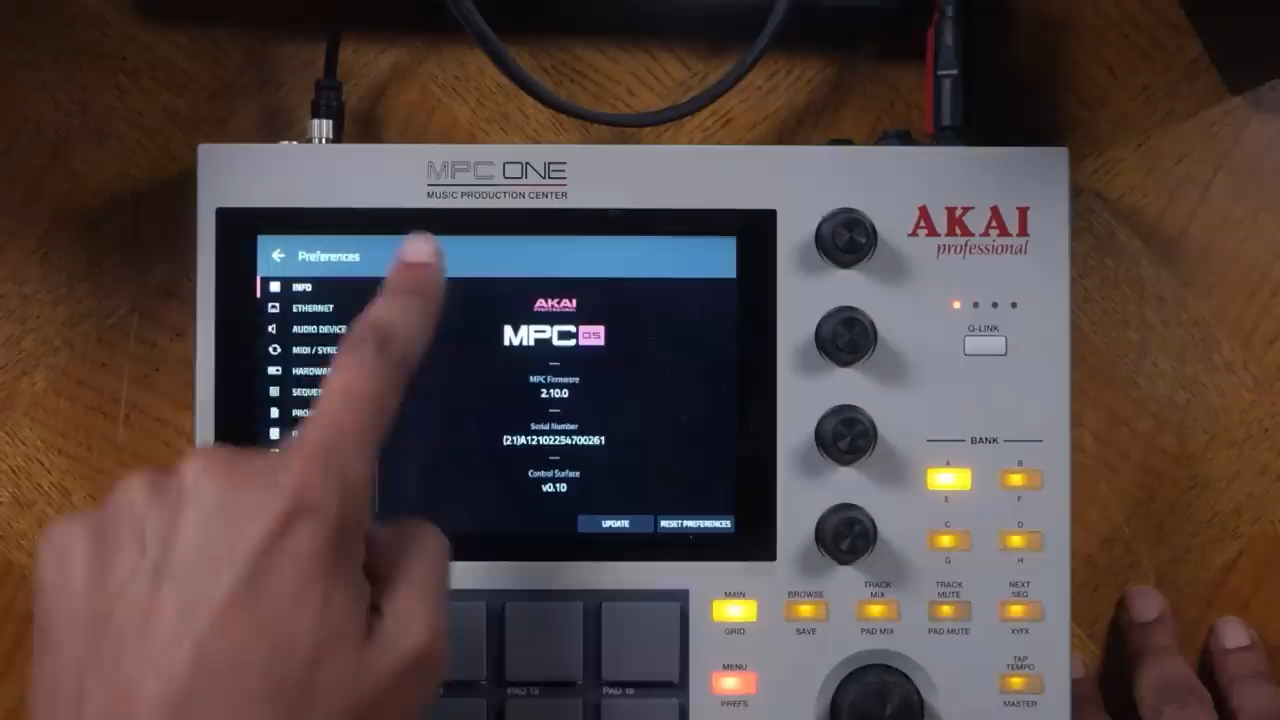 MPC ONE
MUSIC PRODUCTION CENTER
AKAI
professional
Preferences
INFO
ETHERNET
AUDIO DEVICE
MIDI / SYNC
AKAI
PROFESSIONAL
MPC OS
MPC Firmware
2.10.0
Serial Number
(21)A12102254700261
Control Surface
v0.10
UPDATE
RESET PREFERENCES
Q-LINK
BANK
A
B
E
F
C
D
G
H
MAIN
BROWSE
TRACK MIX
TRACK MUTE
NEXT SEQ
GRID
SAVE
PAD MIX
PAD MUTE
XYFX
MENU
PREFS
TAP TEMPO
MASTER
PAD 15
PAD 16